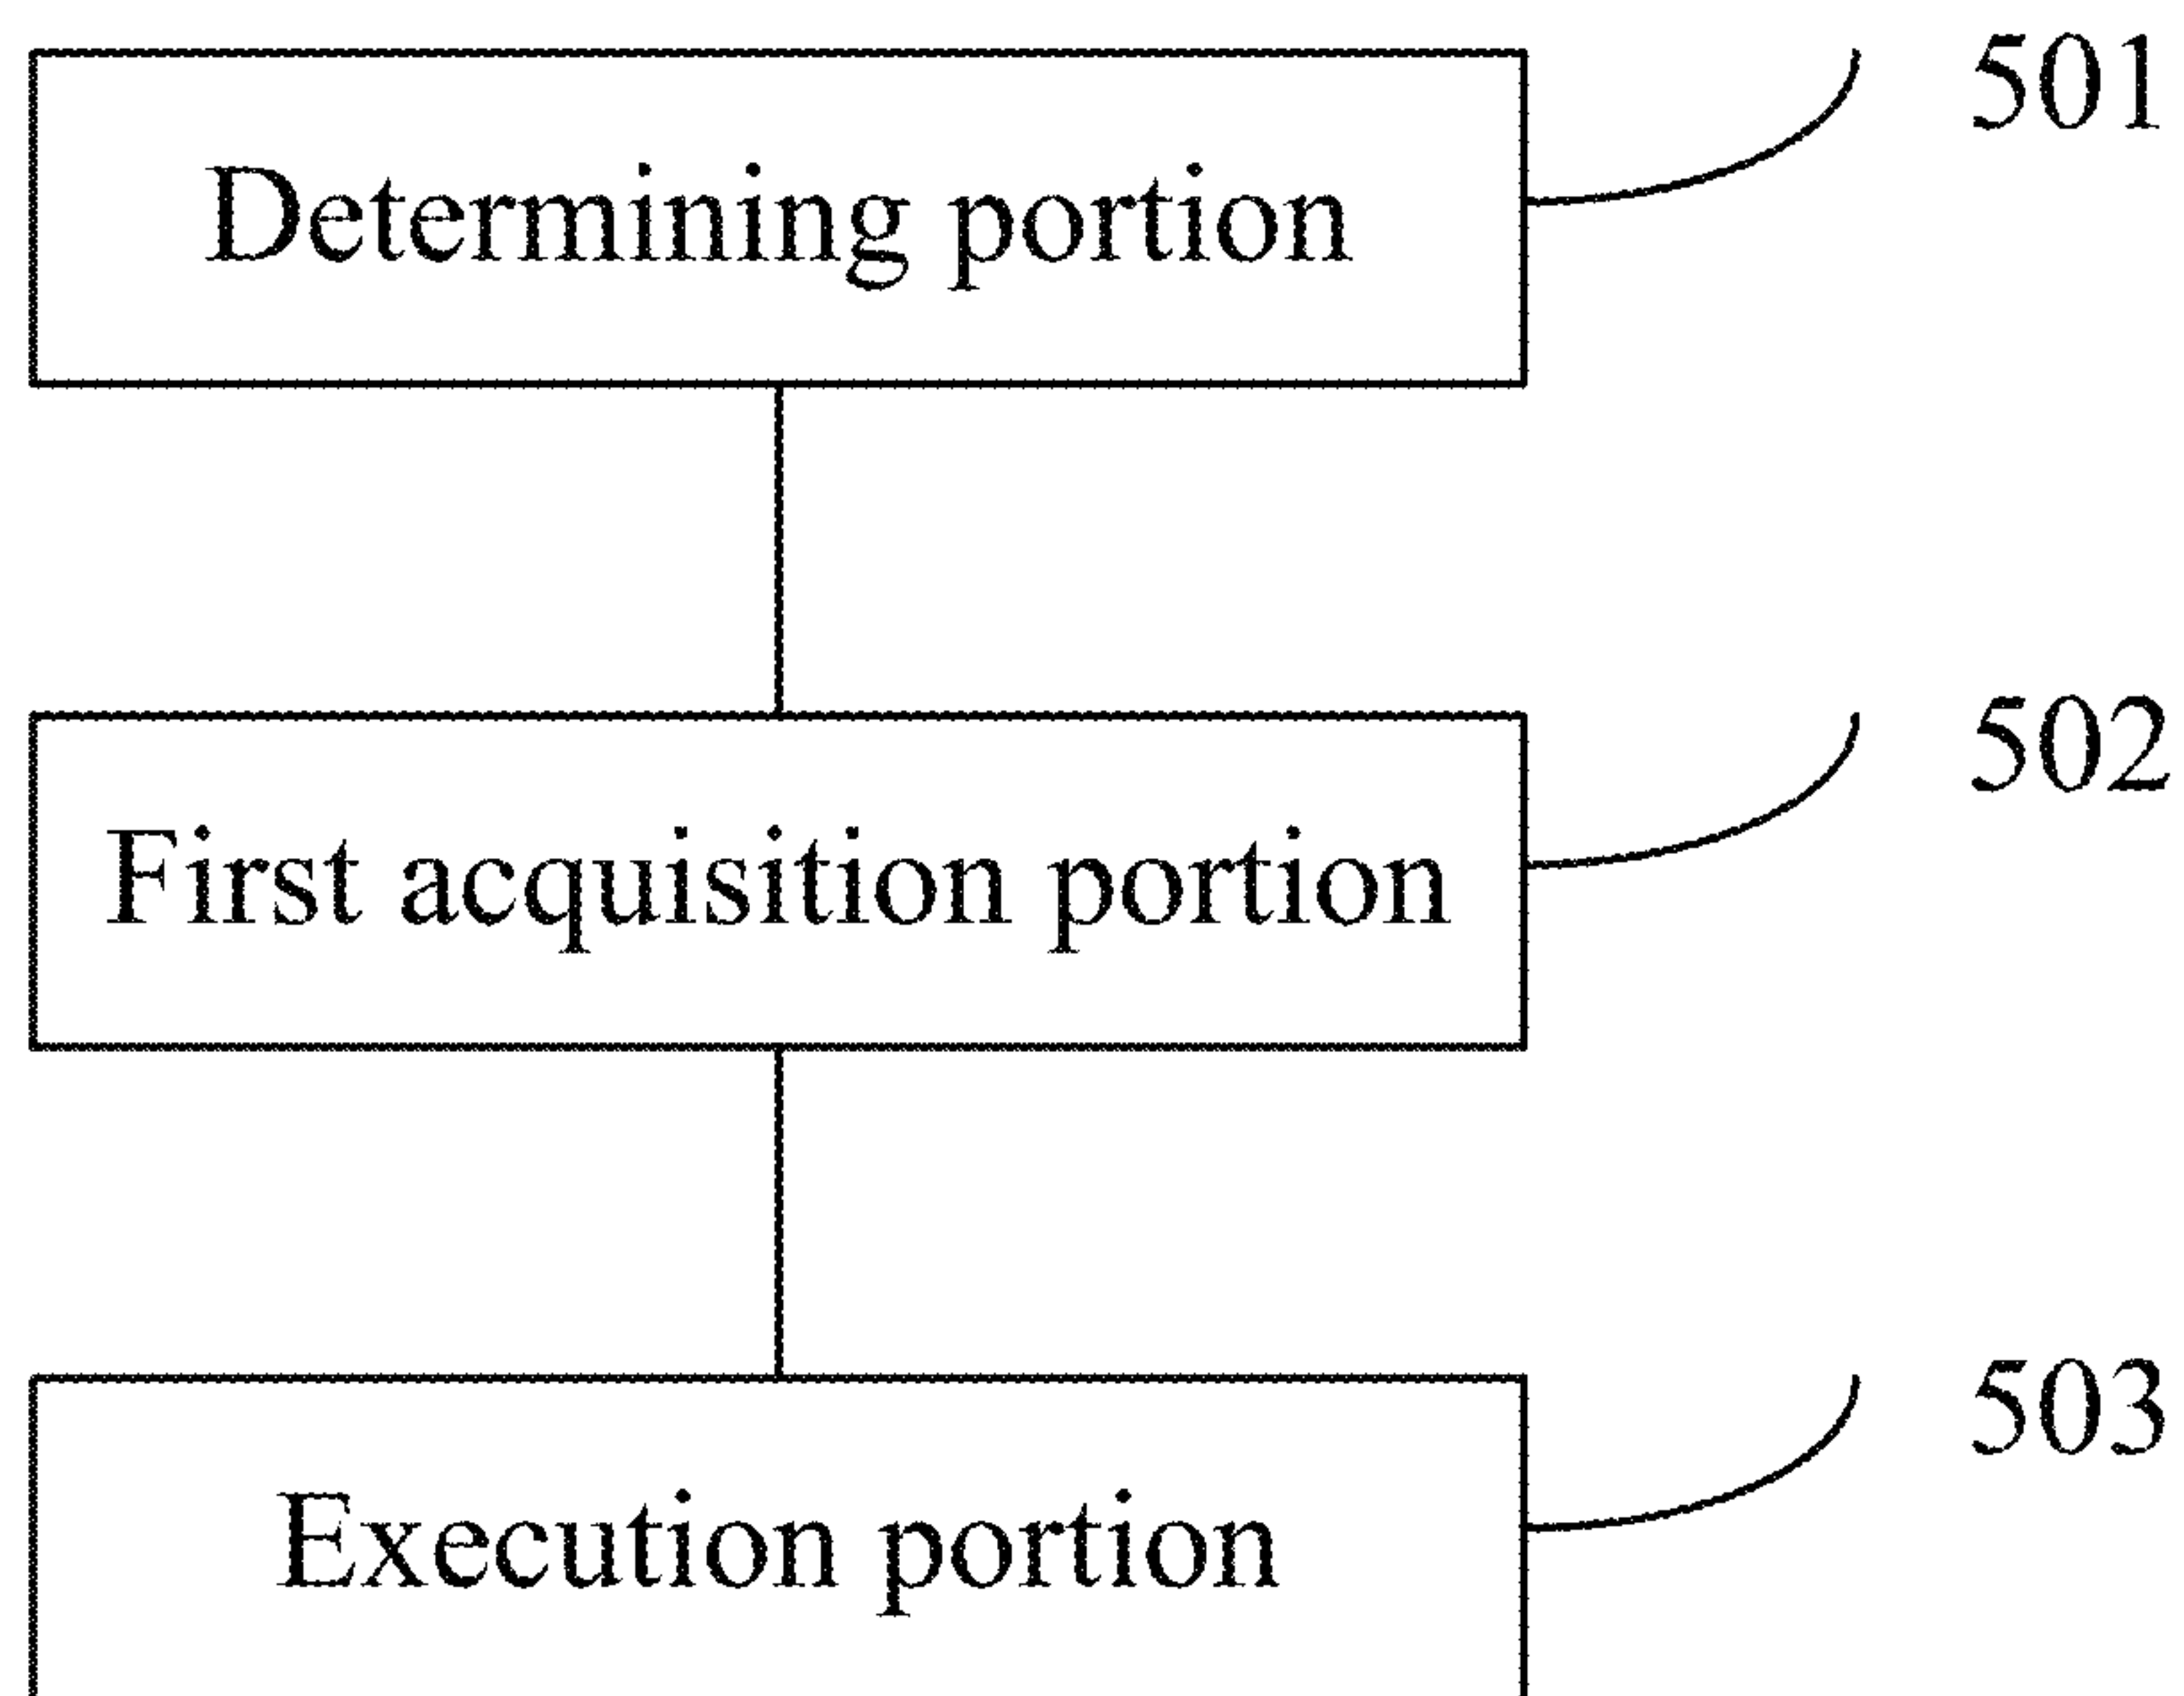 Determining portion
501
First acquisition portion
502
Execution portion
503